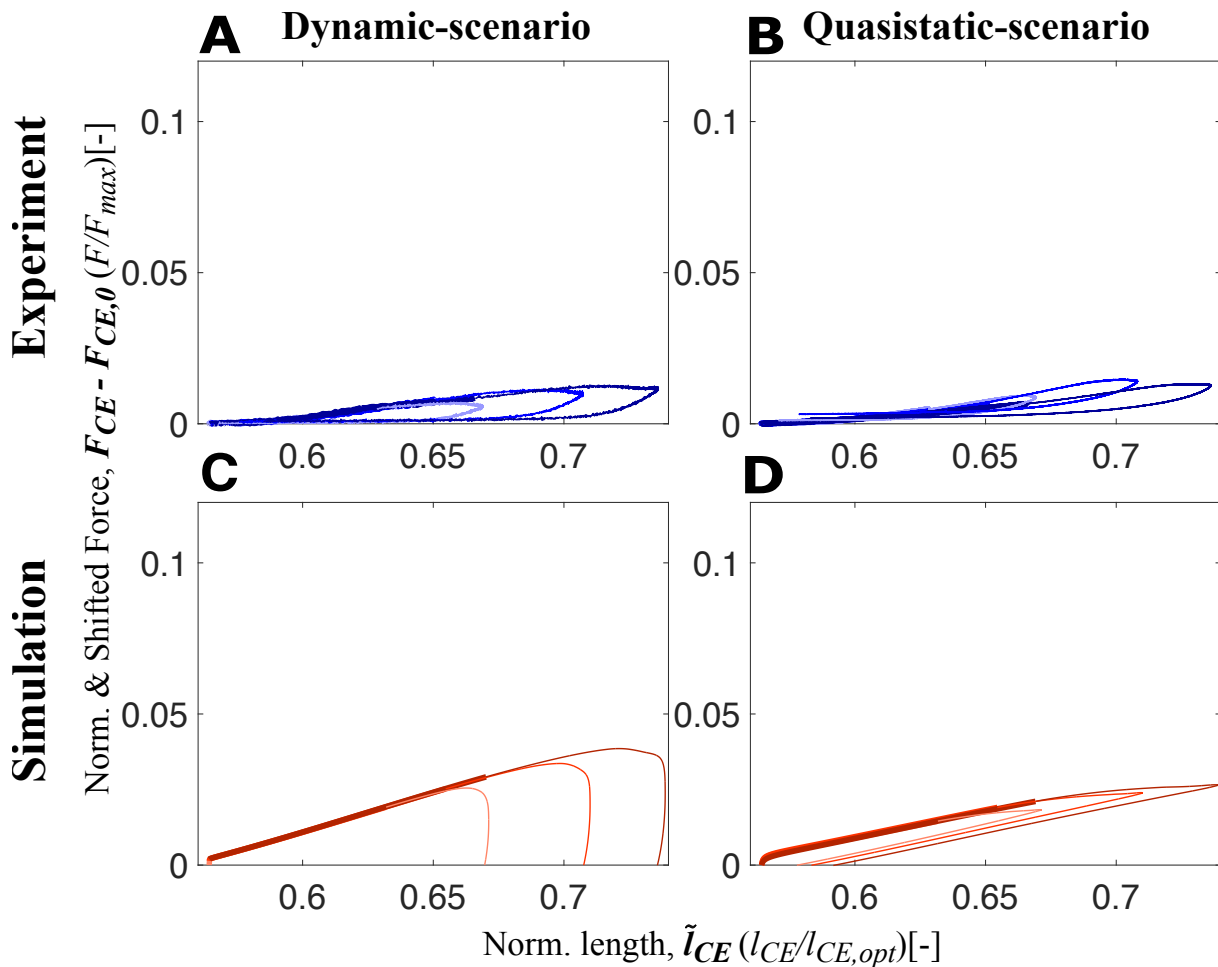 A Dynamic-scenario
B Quasistatic-scenario
Experiment
Simulation
Norm. & Shifted Force, F_CE - F_CE,0 (F/F_max)[-]
0.1
0.05
0
0.6 0.65 0.7
0.1
0.05
0
0.6 0.65 0.7
C
0.1
0.05
0
0.6 0.65 0.7
D
0.1
0.05
0
0.6 0.65 0.7
Norm. length, l̃_CE (l_CE/l_CE,opt)[-]